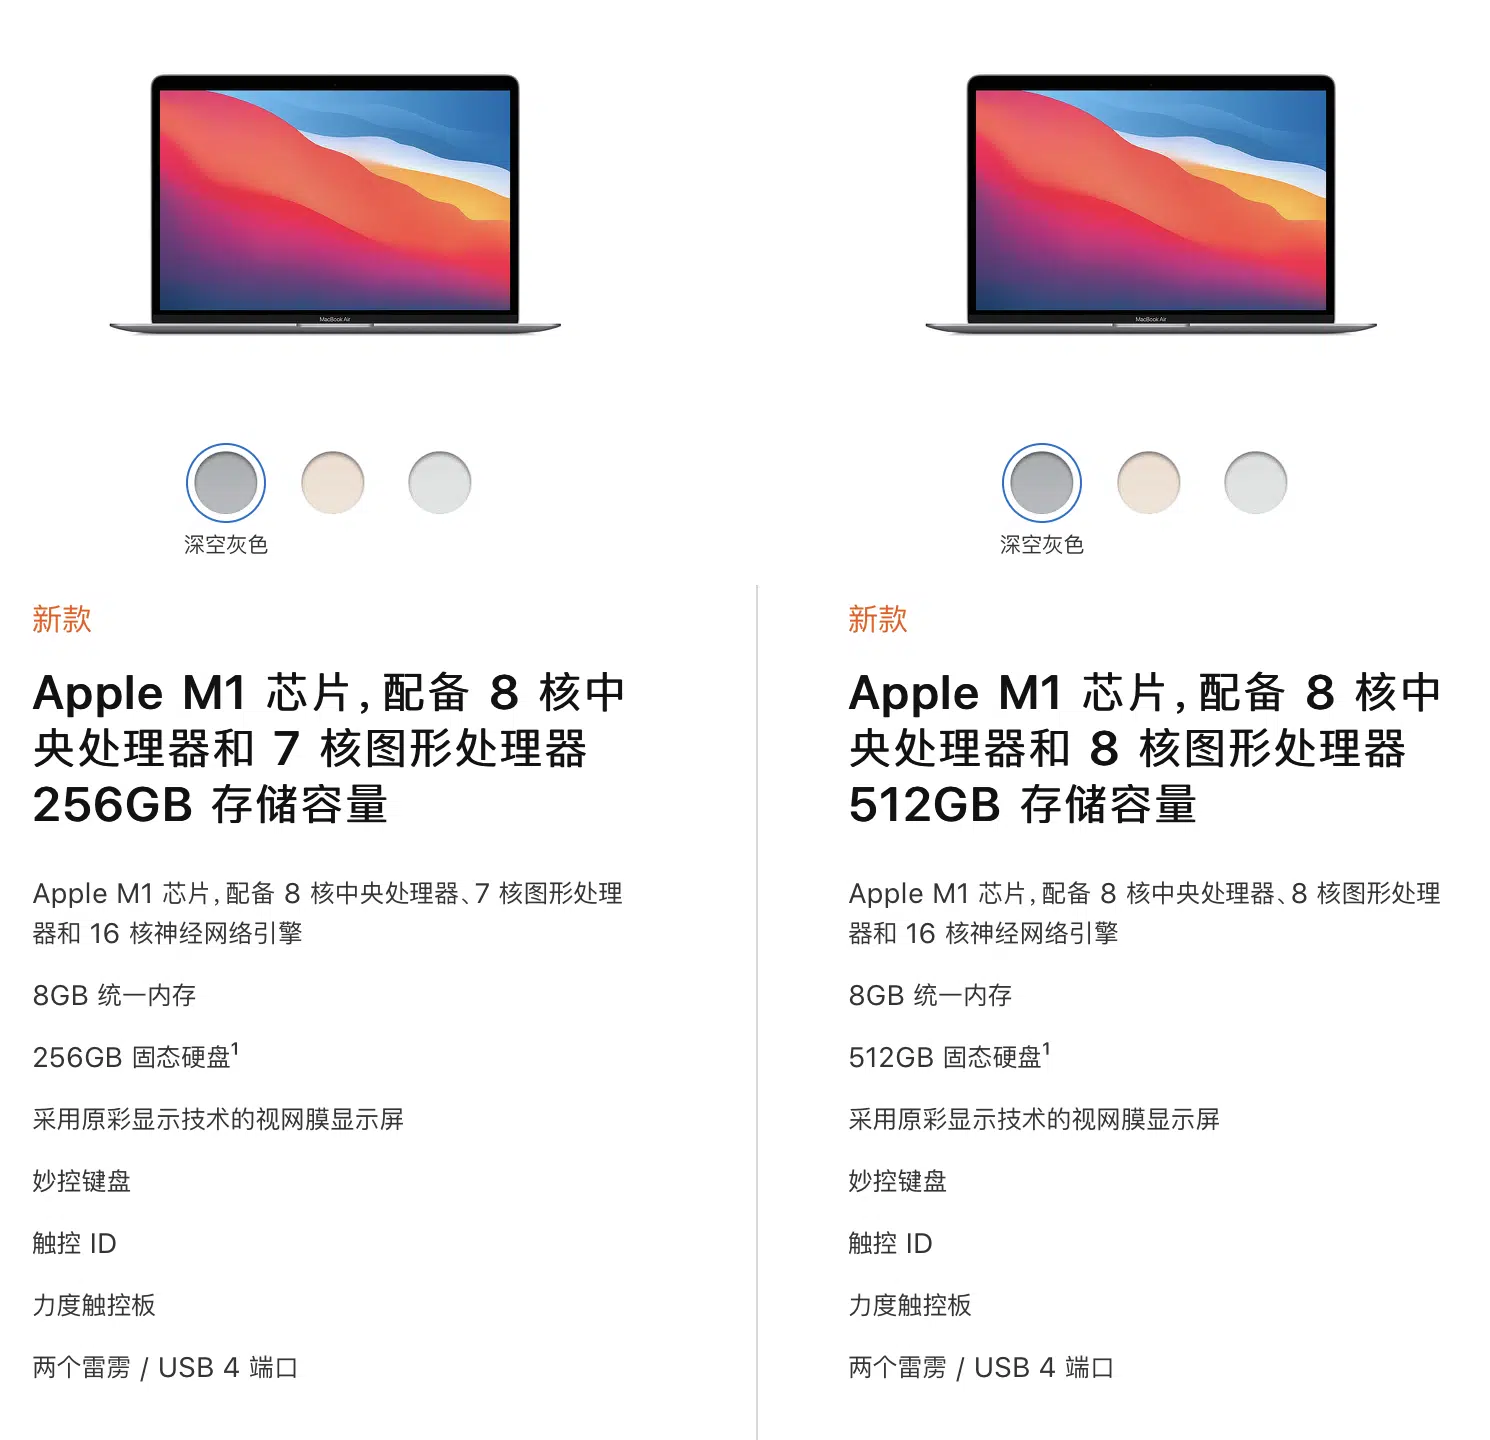 MacBook Air
深空灰色
新款
Apple M1 芯片，配备 8 核中
央处理器和 7 核图形处理器
256GB 存储容量
Apple M1 芯片，配备 8 核中央处理器、7 核图形处理
器和 16 核神经网络引擎
8GB 统一内存
256GB 固态硬盘¹
采用原彩显示技术的视网膜显示屏
妙控键盘
触控 ID
力度触控板
两个雷雳 / USB 4 端口
MacBook Air
深空灰色
新款
Apple M1 芯片，配备 8 核中
央处理器和 8 核图形处理器
512GB 存储容量
Apple M1 芯片，配备 8 核中央处理器、8 核图形处理
器和 16 核神经网络引擎
8GB 统一内存
512GB 固态硬盘¹
采用原彩显示技术的视网膜显示屏
妙控键盘
触控 ID
力度触控板
两个雷雳 / USB 4 端口